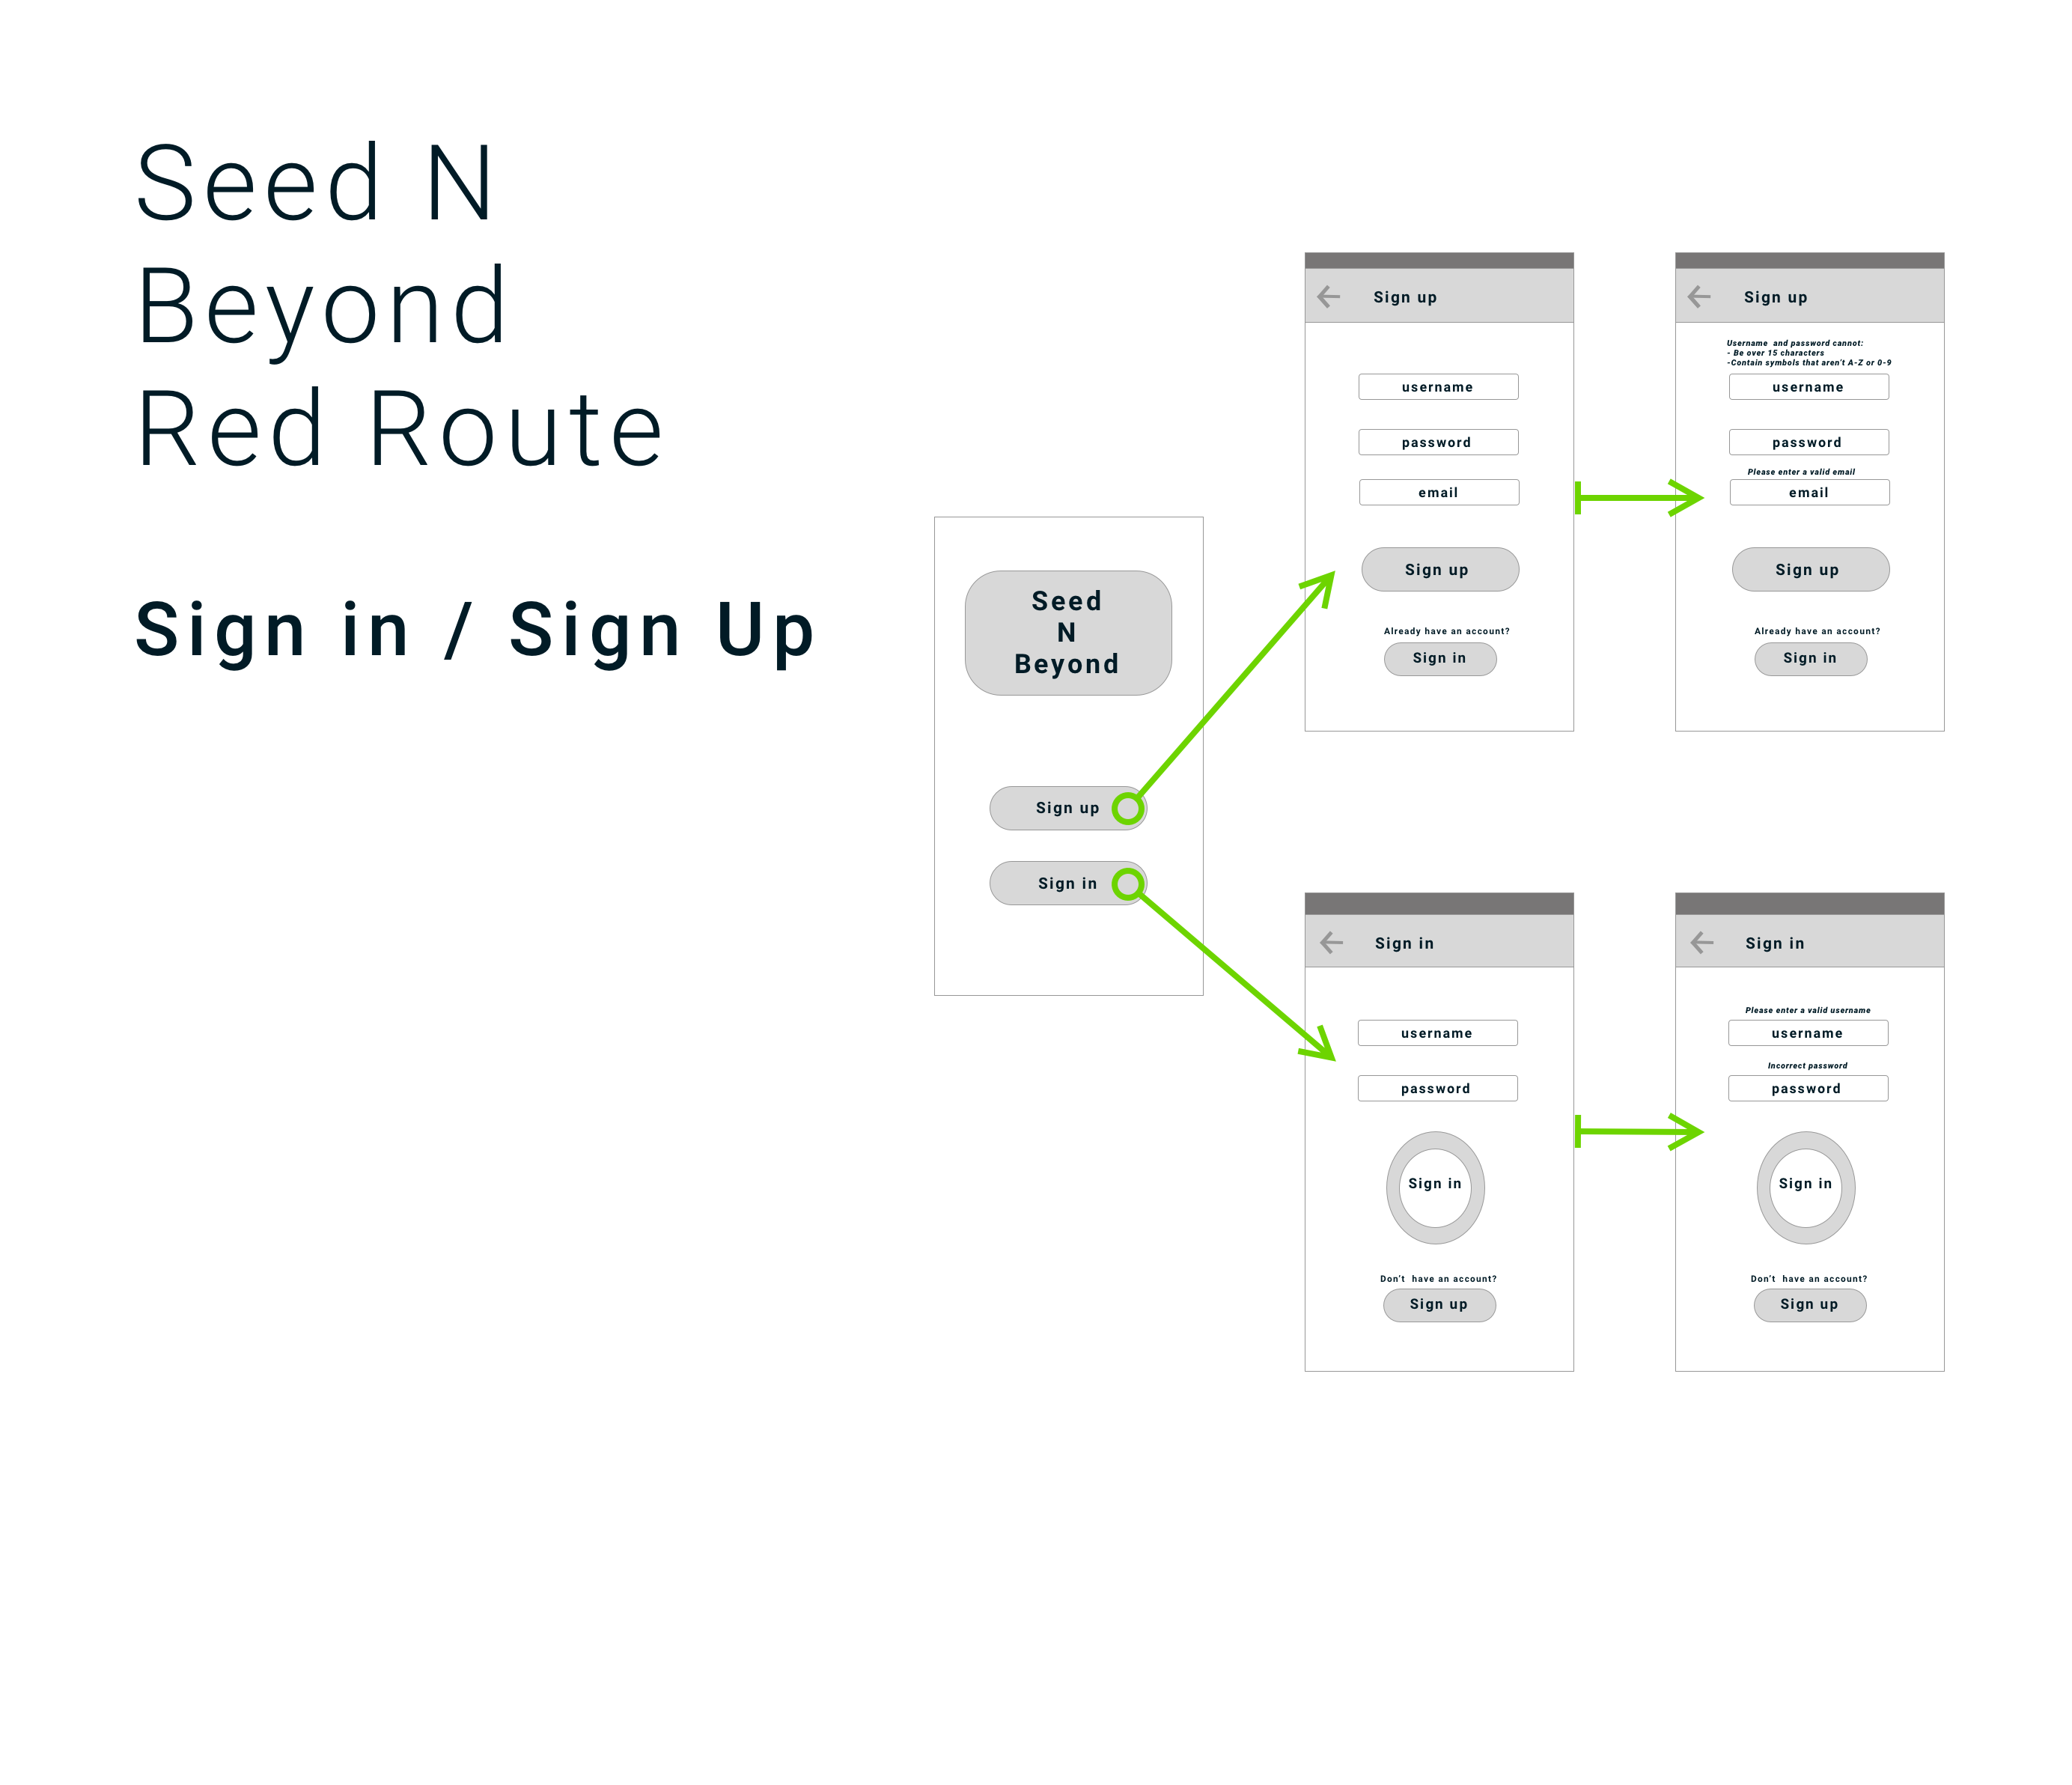 Seed N
Beyond
Red Route
Sign in / Sign Up
Seed
N
Beyond
Sign up
Sign in
Sign up
username
password
email
Sign up
Already have an account?
Sign in
Sign up
Username  and password cannot:
- Be over 15 characters
-Contain symbols that aren't A-Z or 0-9
username
password
Please enter a valid email
email
Sign up
Already have an account?
Sign in
Sign in
username
password
Sign in
Don't  have an account?
Sign up
Sign in
Please enter a valid username
username
Incorrect password
password
Sign in
Don't  have an account?
Sign up